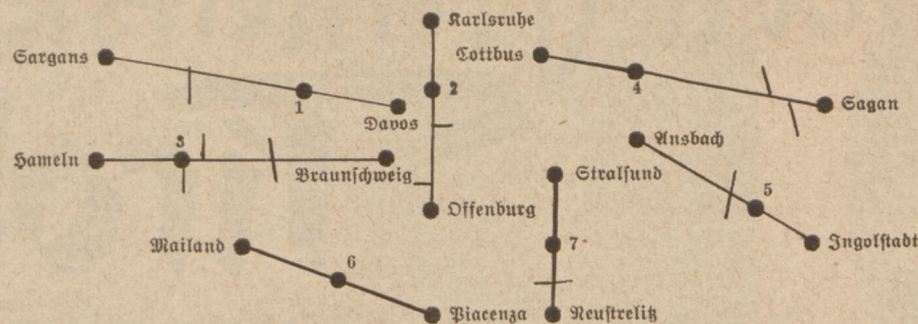 Karlsruhe
Sargans
Cottbus
2
4
1
Sagan
Davos
Ansbach
3
Hameln
Braunſchweig
Stralſund
5
Offenburg
Mailand
7
Ingolſtadt
6
Piacenza
Neuſtrelitz